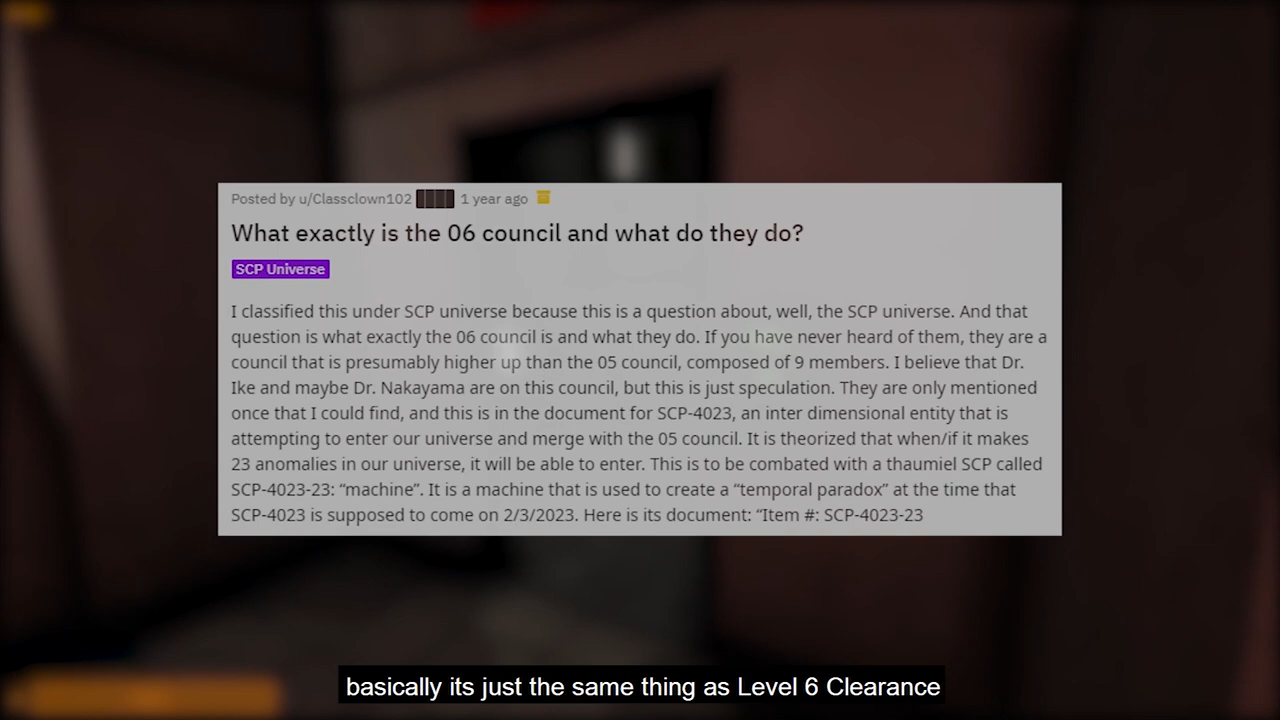 Posted by u/Classclown102 1 year ago
What exactly is the 06 council and what do they do?
SCP Universe
I classified this under SCP universe because this is a question about, well, the SCP universe. And that
question is what exactly the 06 council is and what they do. If you have never heard of them, they are a
council that is presumably higher up than the 05 council, composed of 9 members. I believe that Dr.
Ike and maybe Dr. Nakayama are on this council, but this is just speculation. They are only mentioned
once that I could find, and this is in the document for SCP-4023, an inter dimensional entity that is
attempting to enter our universe and merge with the 05 council. It is theorized that when/if it makes
23 anomalies in our universe, it will be able to enter. This is to be combated with a thaumiel SCP called
SCP-4023-23: “machine”. It is a machine that is used to create a “temporal paradox” at the time that
SCP-4023 is supposed to come on 2/3/2023. Here is its document: “Item #: SCP-4023-23
basically its just the same thing as Level 6 Clearance